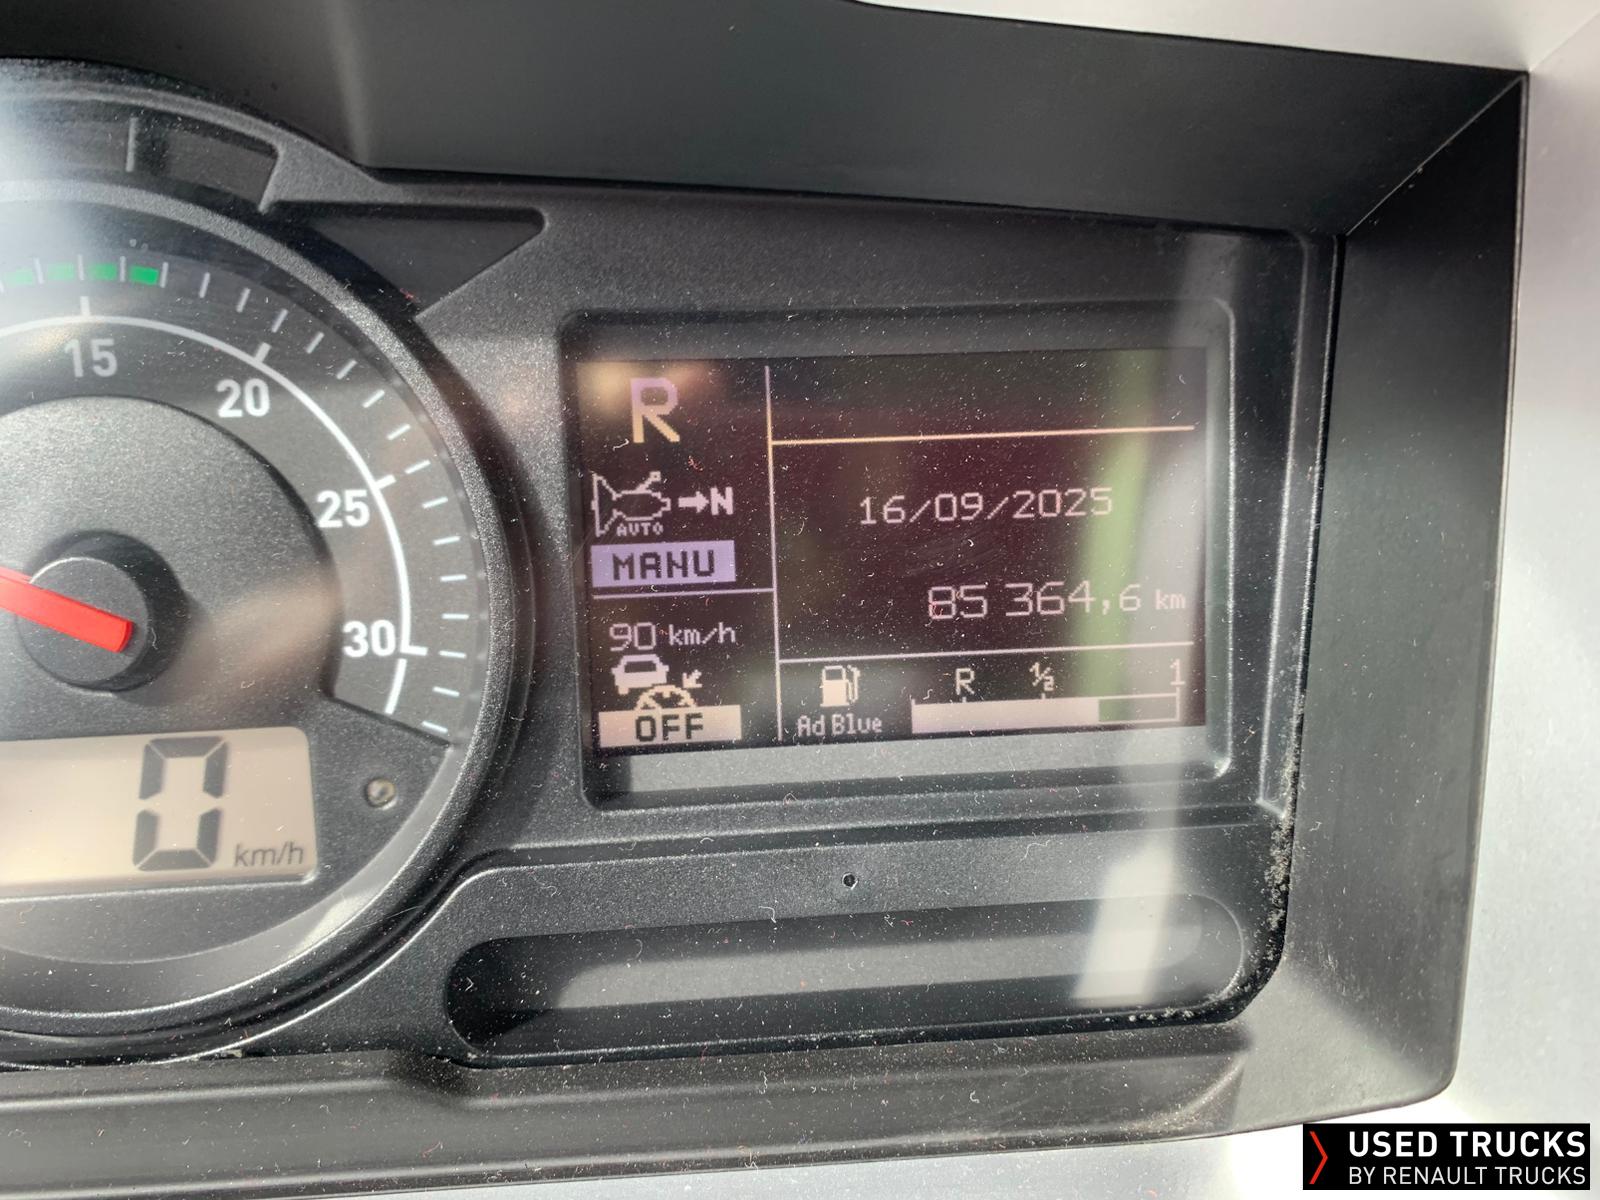 15
20
25
30
0 km/h
R
→N
AUTO
MANU
90 km/h
OFF
16/09/2025
85 364,6 km
R ½ 1
Ad Blue
USED TRUCKS
BY RENAULT TRUCKS